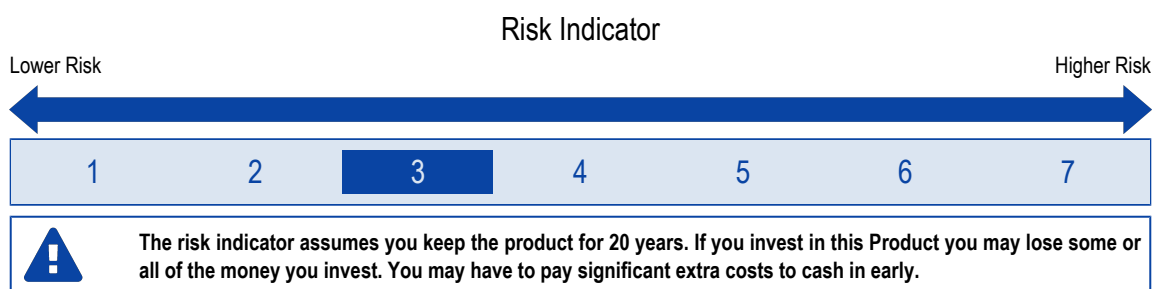 Risk Indicator
Lower Risk Higher Risk
1 2 3 4 5 6 7
The risk indicator assumes you keep the product for 20 years. If you invest in this Product you may lose some or
all of the money you invest. You may have to pay significant extra costs to cash in early.